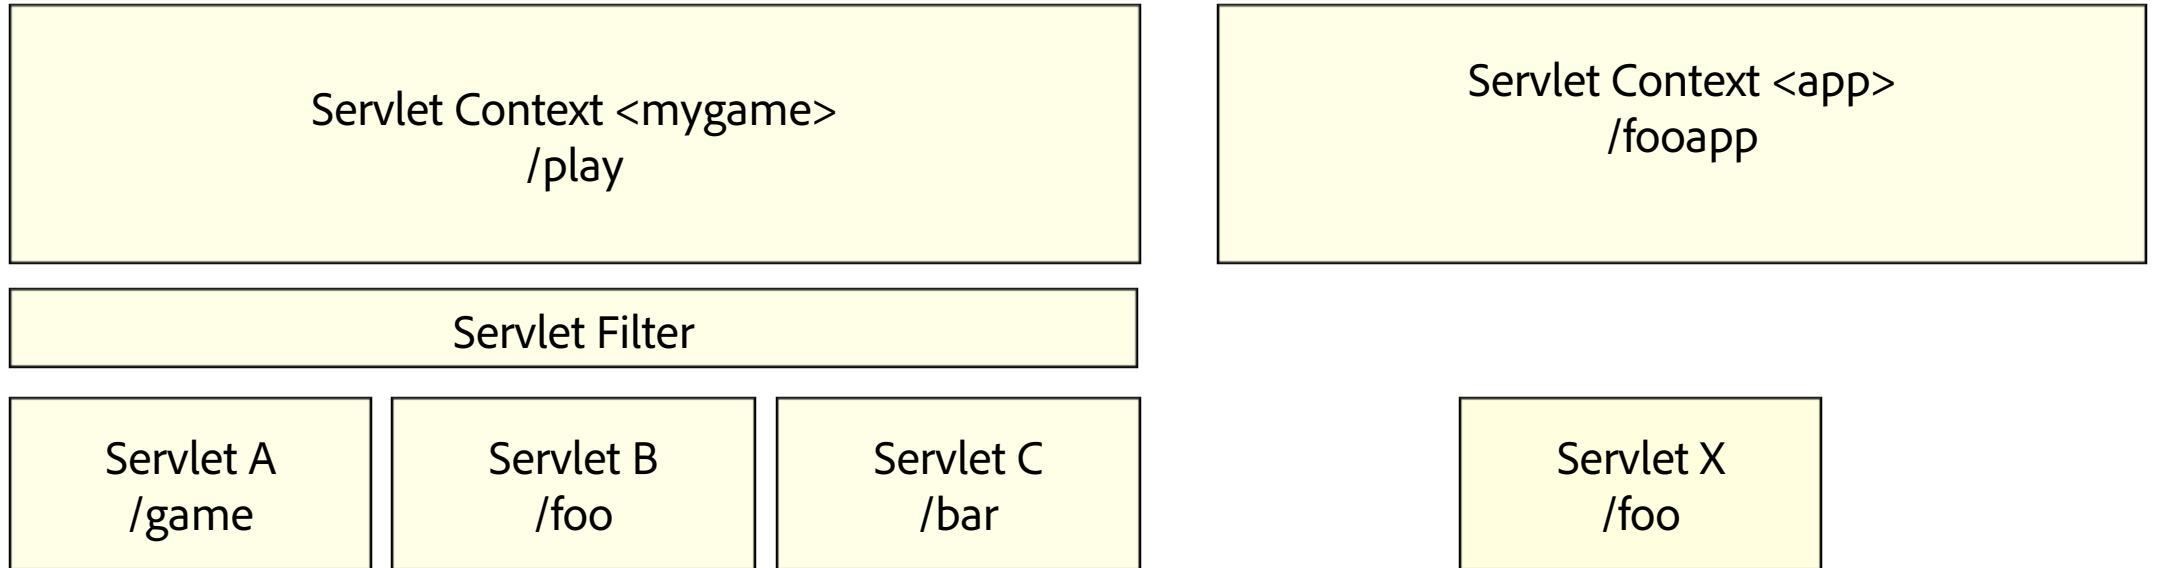 Servlet Context <mygame>
/play
Servlet Context <app>
/fooapp
Servlet Filter
Servlet A
/game
Servlet B
/foo
Servlet C
/bar
Servlet X
/foo